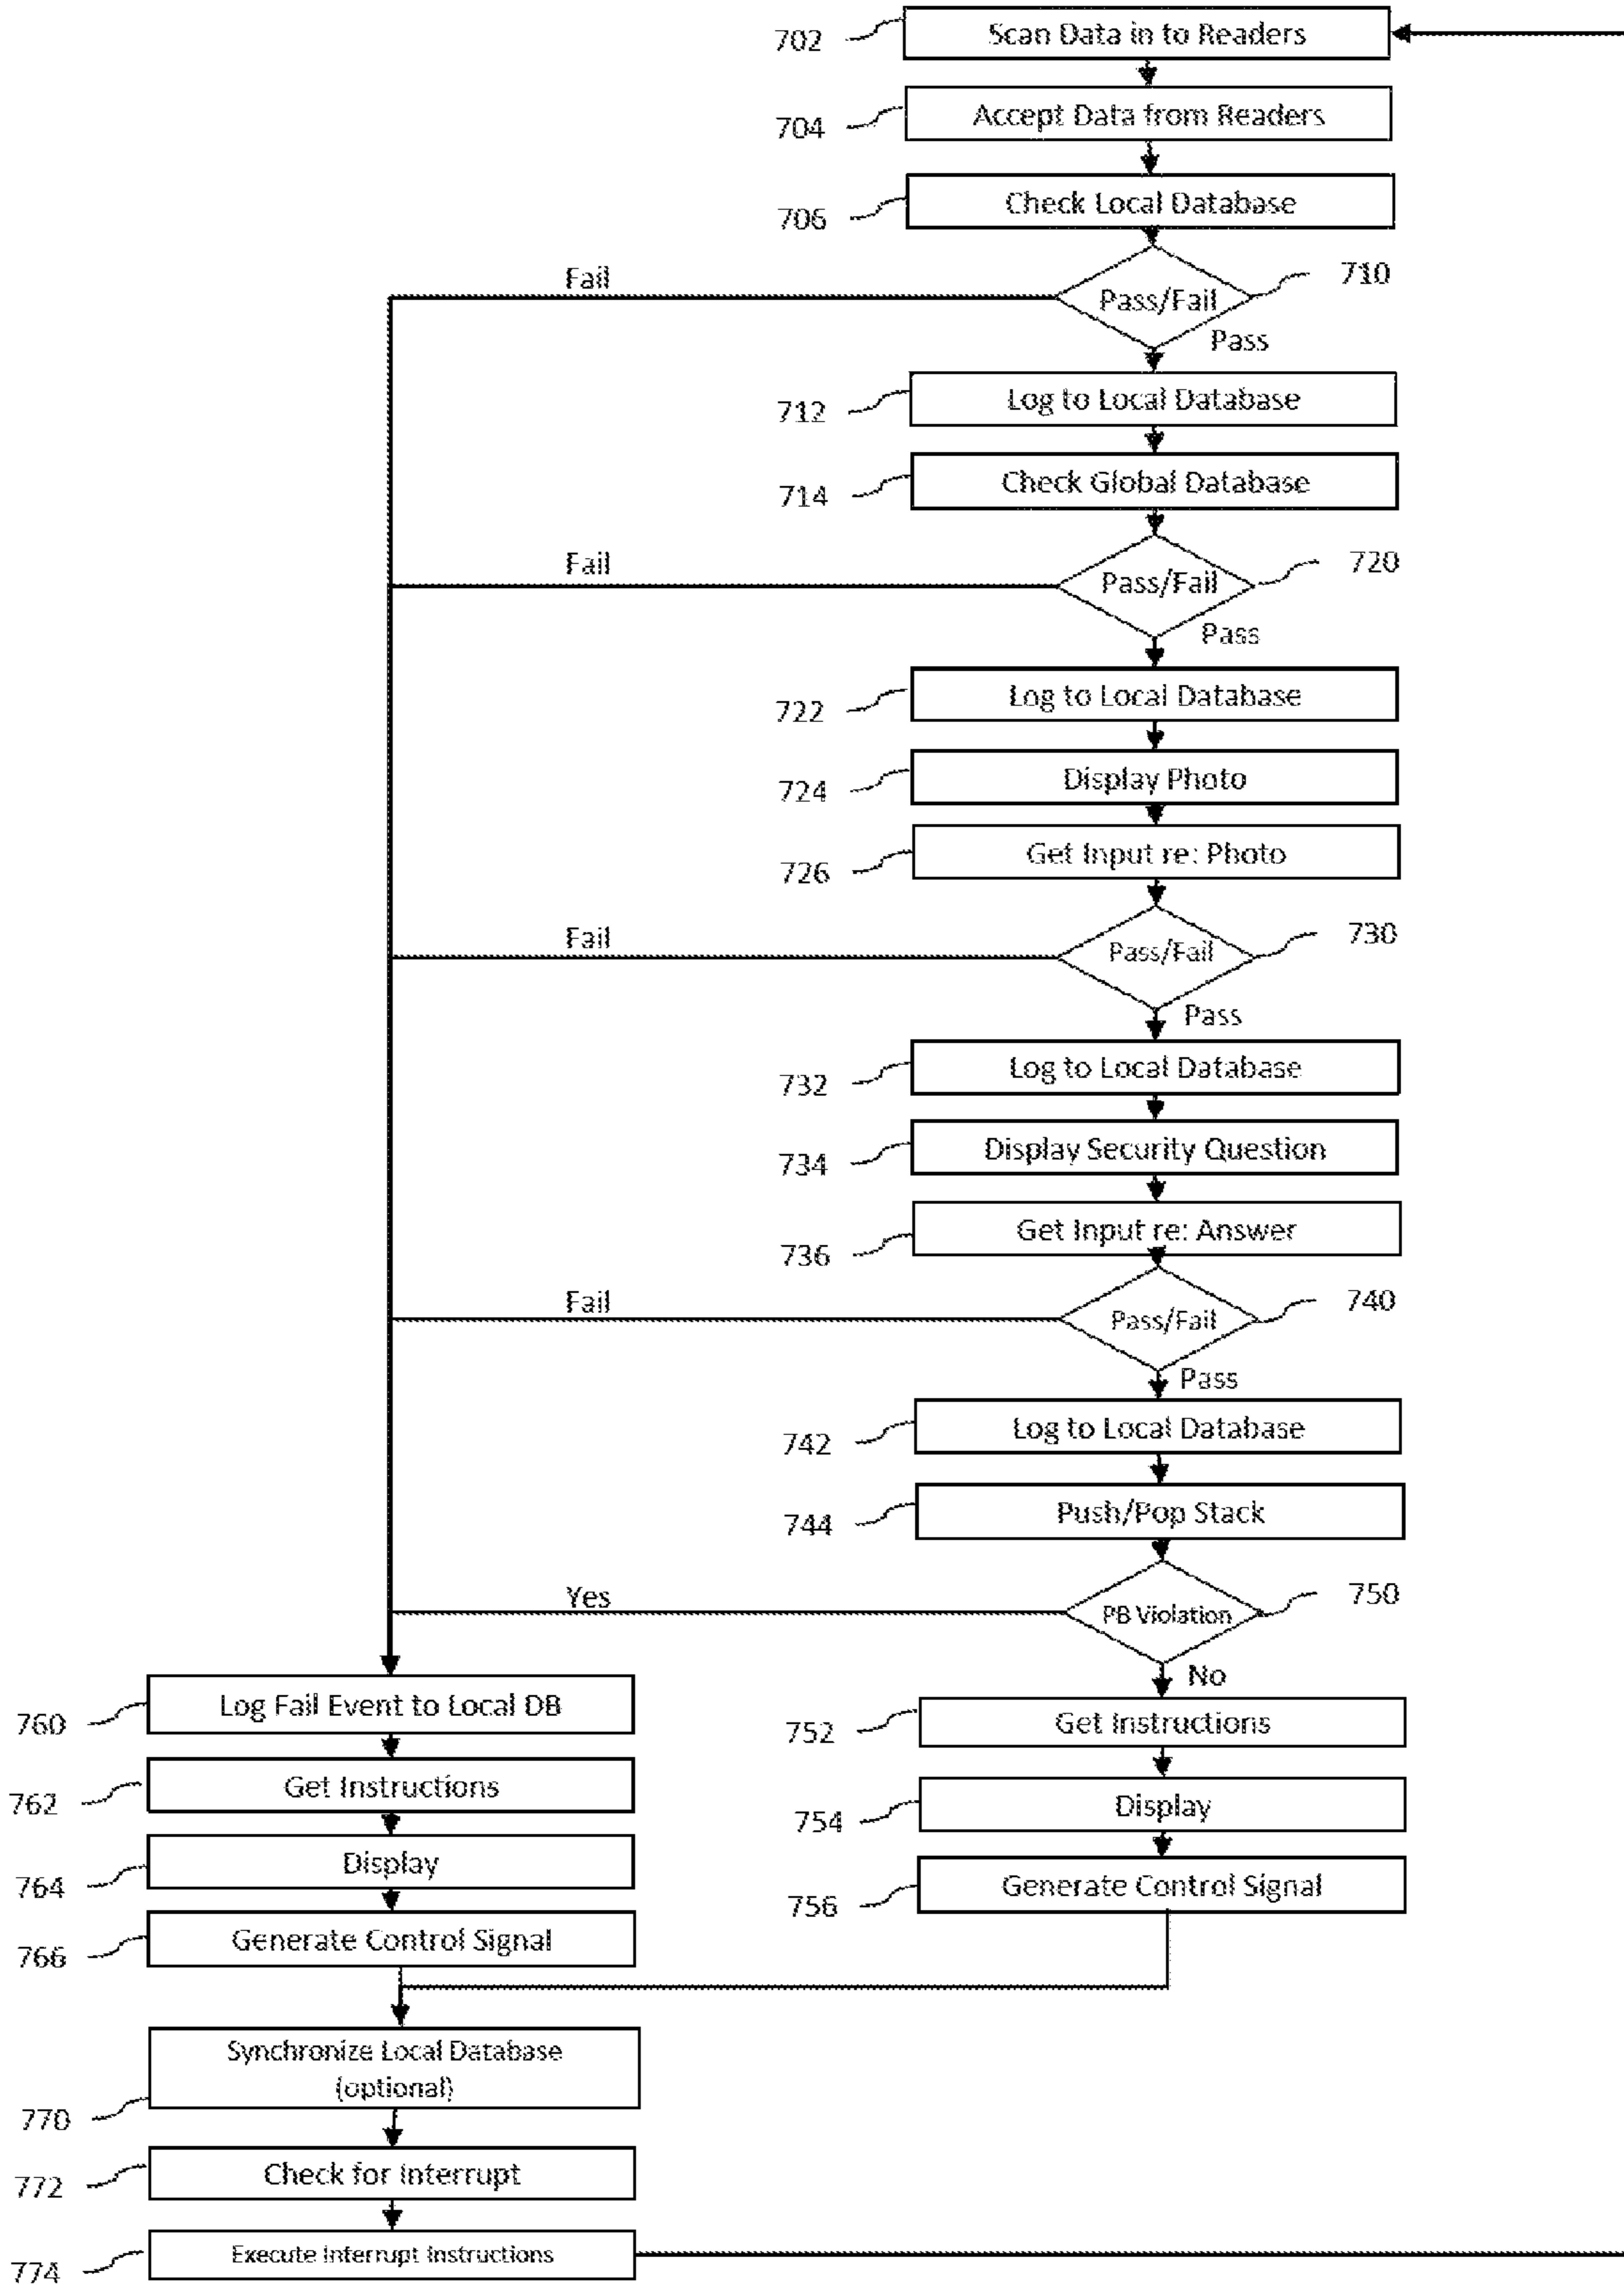 702
Scan Data in to Readers
704
Accept Data from Readers
706
Check Local Database
Fail
Pass/Fail
710
Pass
712
Log to Local Database
714
Check Global Database
Fail
Pass/Fail
720
Pass
722
Log to Local Database
724
Display Photo
726
Get Input re: Photo
Fail
Pass/Fail
730
Pass
732
Log to Local Database
734
Display Security Question
736
Get Input re: Answer
Fail
Pass/Fail
740
Pass
742
Log to Local Database
744
Push/Pop Stack
Yes
PB Violation
750
No
760
Log Fail Event to Local DB
752
Get Instructions
762
Get Instructions
754
Display
764
Display
756
Generate Control Signal
766
Generate Control Signal
770
Synchronize Local Database
(optional)
772
Check for Interrupt
774
Execute Interrupt Instructions